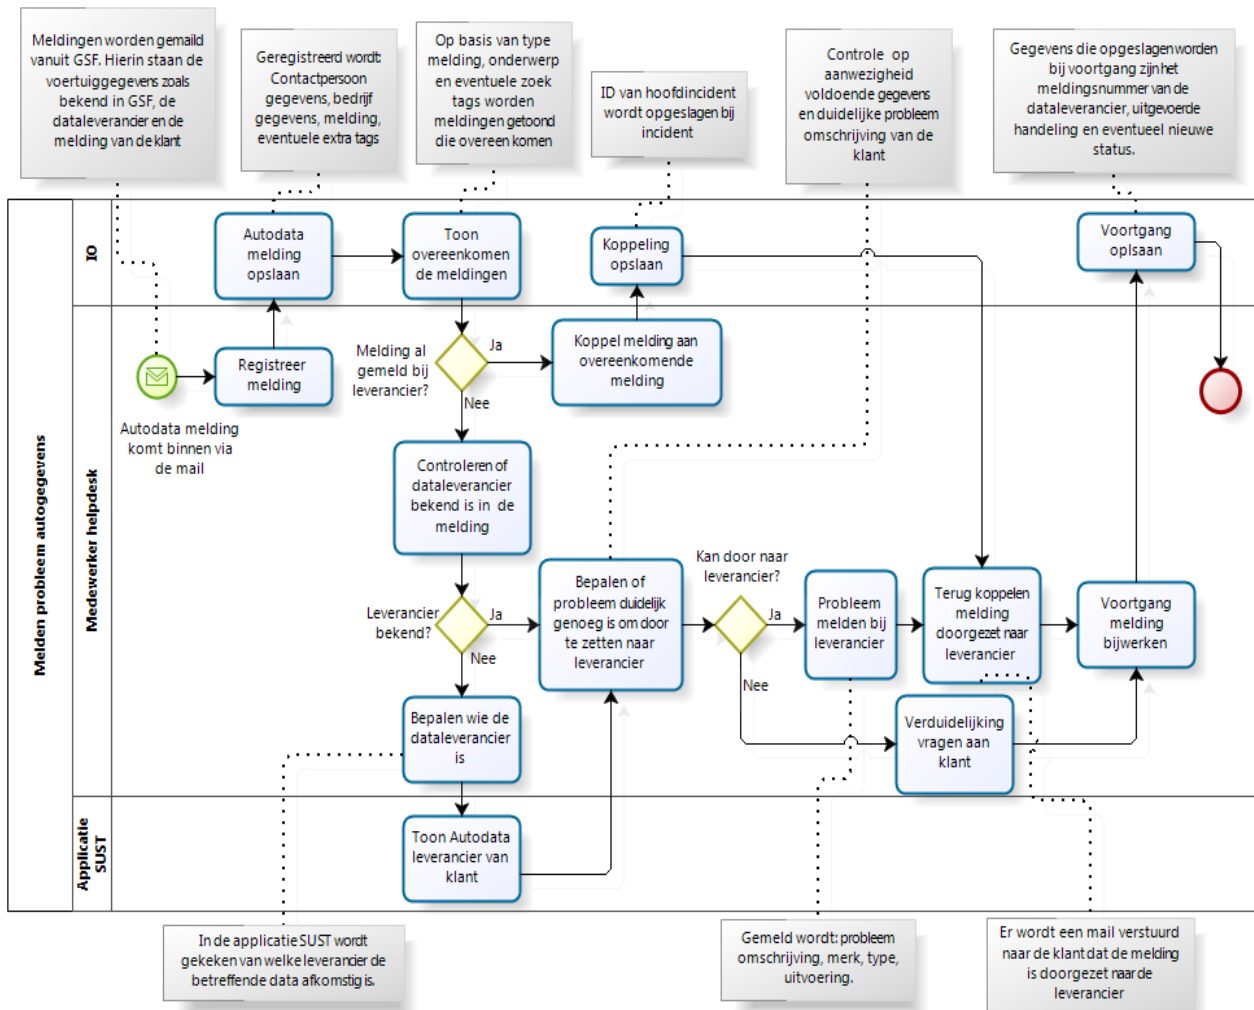 Meldingen worden gemaild
vanuit GSF. Hierin staan de
voertuiggegevens zoals
bekend in GSF, de
dataleverancier en de
melding van de klant
Geregistreerd wordt:
Contactpersoon
gegevens, bedrijf
gegevens, melding,
eventuele extra tags
Op basis van type
melding, onderwerp
en eventuele zoek
tags worden
meldingen getoond
die overeen komen
ID van hoofdincident
wordt opgeslagen bij
incident
Controle op
aanwezigheid
voldoende gegevens
en duidelijke probleem
omschrijving van de
klant
Gegevens die opgeslagen worden
bij voortgang zijn het
meldingsnummer van de
dataleverancier, uitgevoerde
handeling en eventueel nieuwe
status.
Melden probleem autogegevens
IO
Autodata
melding
opslaan
Toon
overeenkomen
de meldingen
Koppeling
opslaan
Voortgang
oplsaan
Medewerker helpdesk
Autodata melding
komt binnen via
de mail
Registreer
melding
Melding al
gemeld bij
leverancier?
Ja
Nee
Koppel melding aan
overeenkomende
melding
Controleren of
dataleverancier
bekend is in de
melding
Leverancier
bekend?
Ja
Nee
Bepalen of
probleem duidelijk
genoeg is om door
te zetten naar
leverancier
Kan door naar
leverancier?
Ja
Nee
Probleem
melden bij
leverancier
Terug koppelen
melding
doorgezet naar
leverancier
Voortgang
melding
bijwerken
Bepalen wie de
dataleverancier
is
Verduidelijking
vragen aan
klant
Applicatie
SUST
Toon Autodata
leverancier van
klant
In de applicatie SUST wordt
gekeken van welke leverancier de
betreffende data afkomstig is.
Gemeld wordt: probleem
omschrijving, merk, type,
uitvoering.
Er wordt een mail verstuurd
naar de klant dat de melding
is doorgezet naar de
leverancier